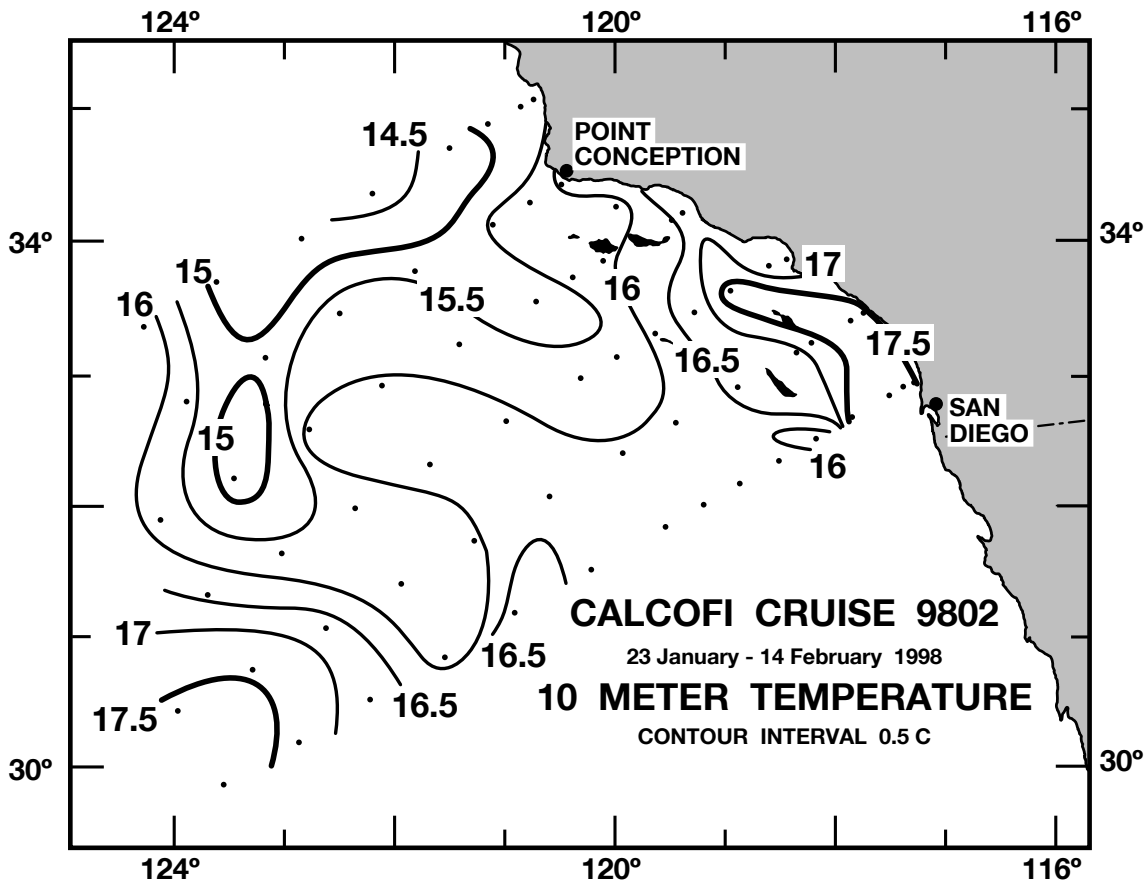 124º 120º 116º
14.5
POINT
CONCEPTION
34º 34º
15 17
16 15.5 16
16.5 17.5
15 SAN
DIEGO
16
CALCOFI CRUISE 9802
17 16.5 23 January - 14 February 1998
17.5 16.5 10 METER TEMPERATURE
CONTOUR INTERVAL 0.5 C
30º 30º
124º 120º 116º